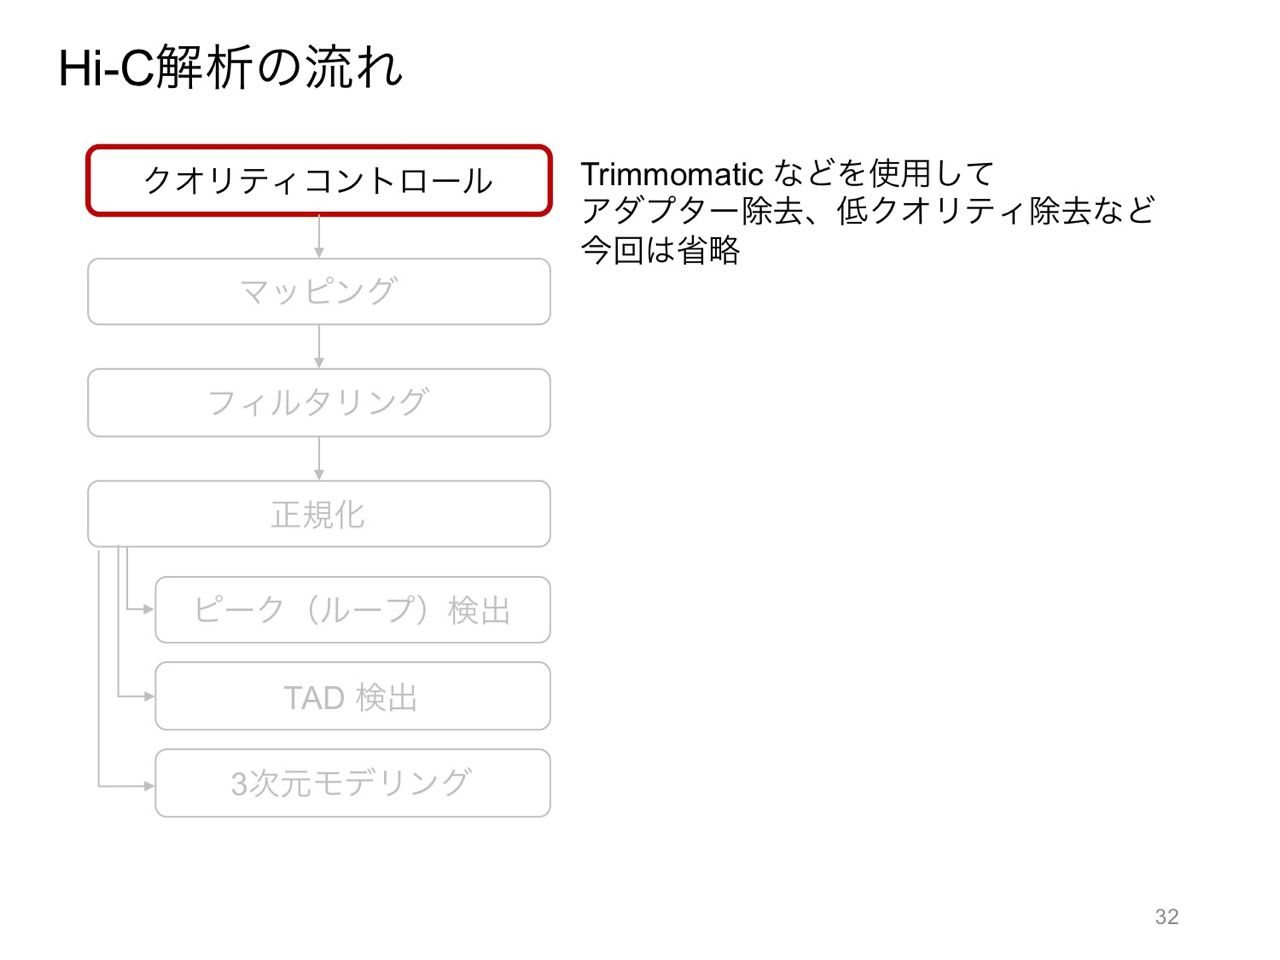 Hi-C解析の流れ
クオリティコントロール
Trimmomatic などを使用して
アダプター除去、低クオリティ除去など
今回は省略
マッピング
フィルタリング
正規化
ピーク（ループ）検出
TAD 検出
3次元モデリング
32